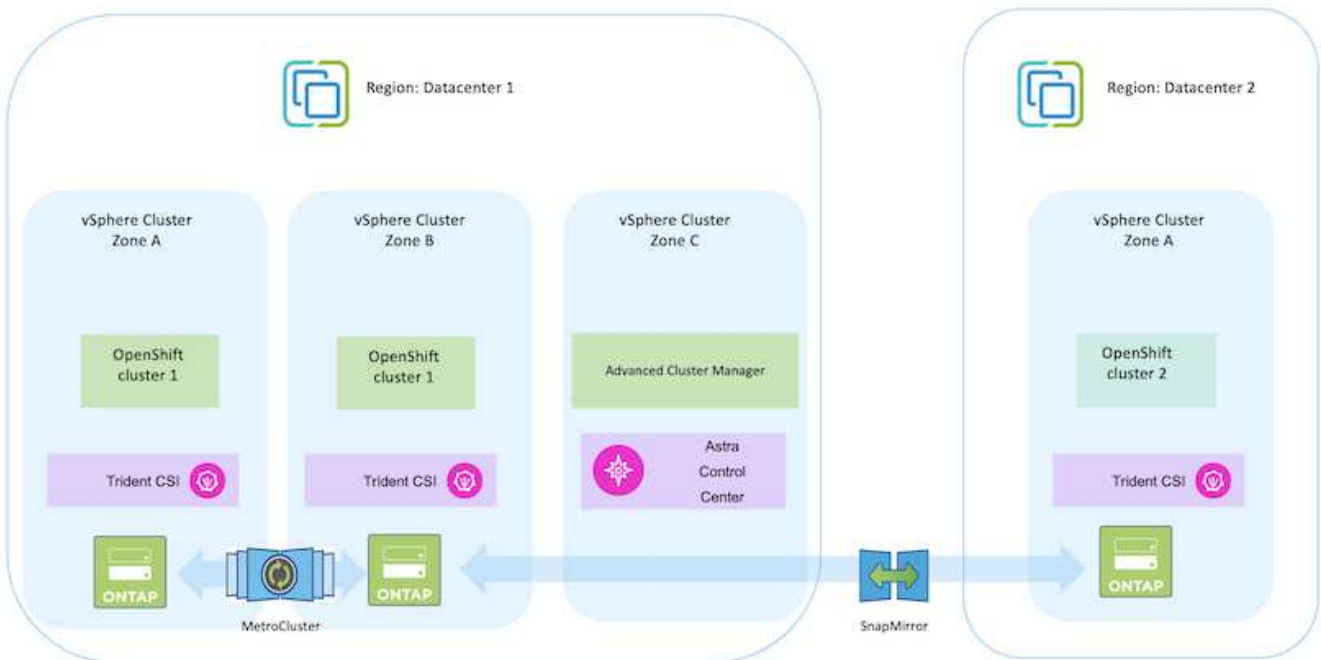 Region: Datacenter 1
Region: Datacenter 2
vSphere Cluster
Zone A
vSphere Cluster
Zone B
vSphere Cluster
Zone C
vSphere Cluster
Zone A
OpenShift
cluster 1
OpenShift
cluster 1
Advanced Cluster Manager
OpenShift
cluster 2
Trident CSI
Trident CSI
Astra
Control
Center
Trident CSI
ONTAP
MetroCluster
ONTAP
SnapMirror
ONTAP